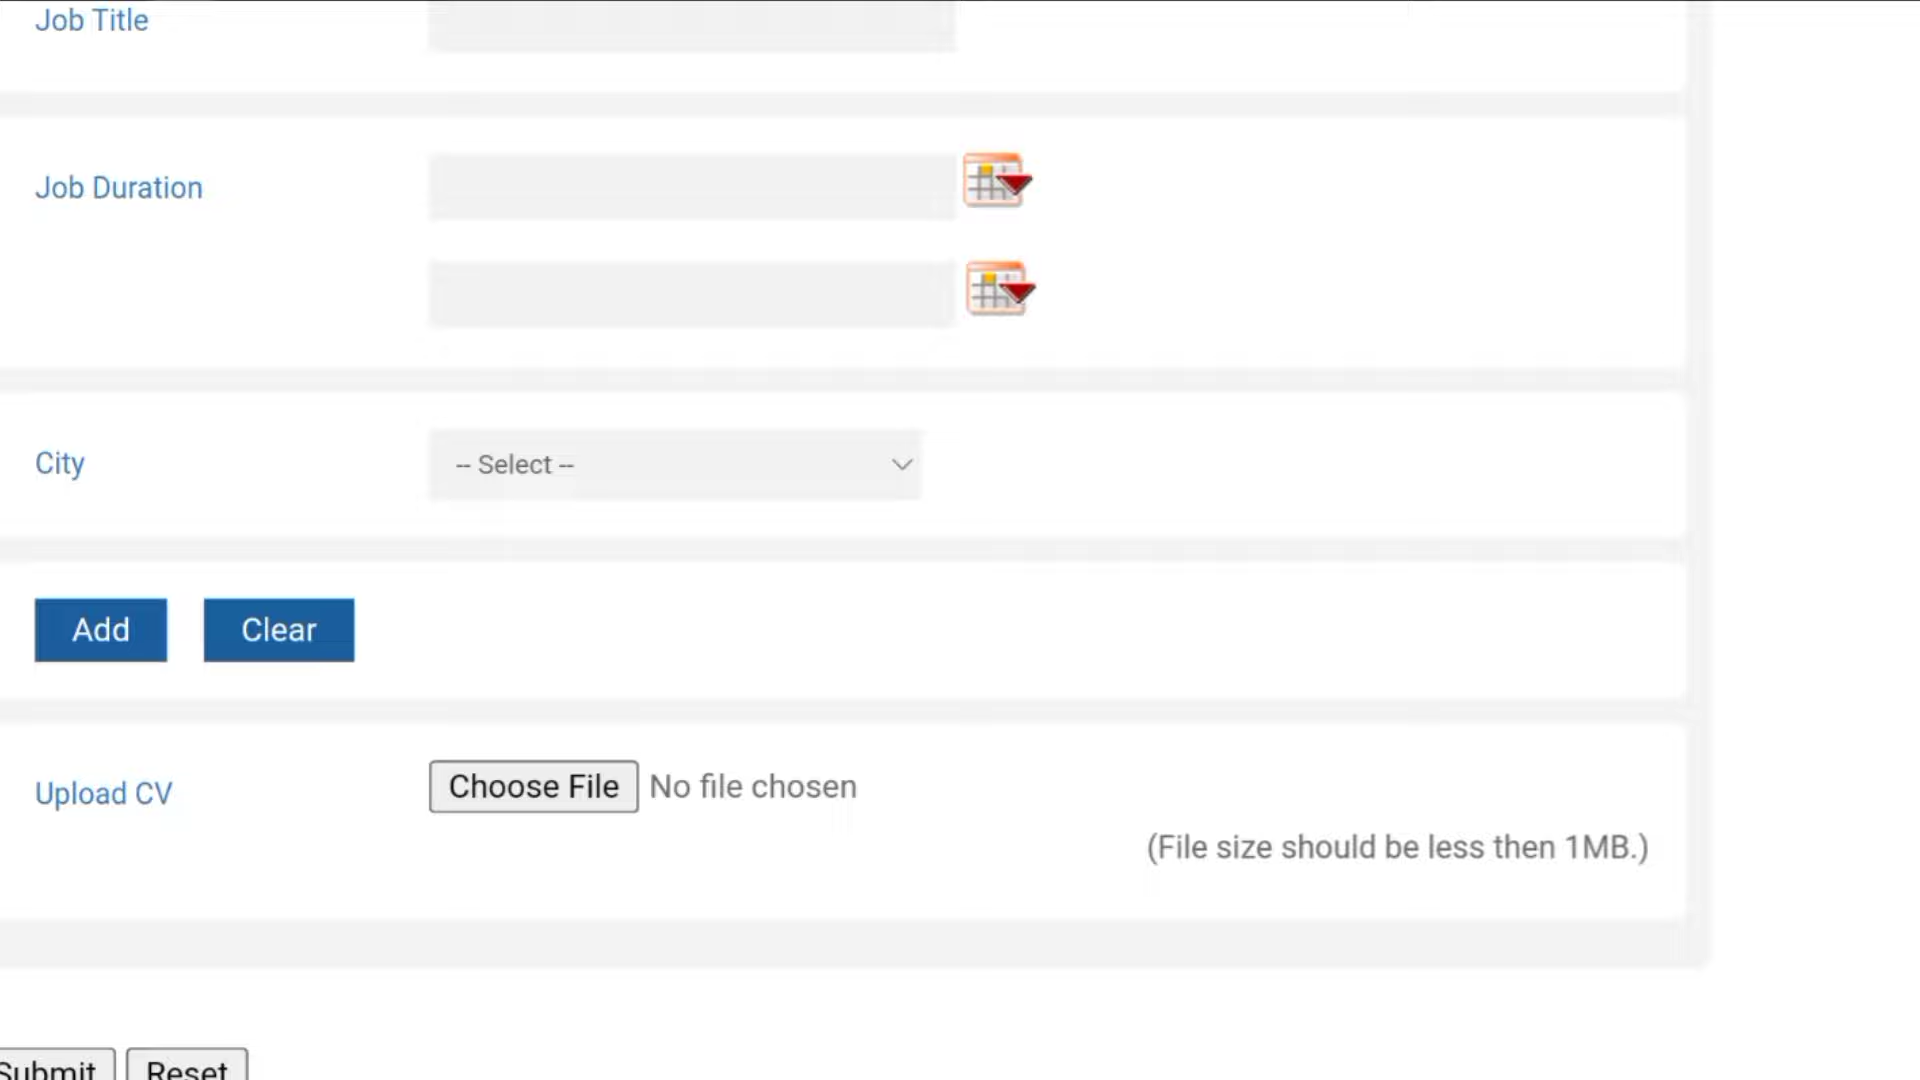 Job Title
Job Duration
City
-- Select --
Add Clear
Upload CV
Choose File No file chosen
(File size should be less then 1MB.)
Submit Reset